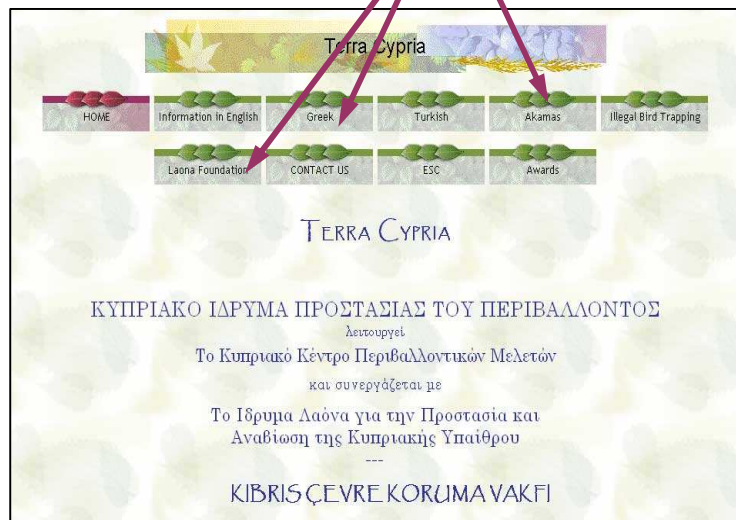 Terra Cypria
HOME Information in English Greek Turkish Akamas Illegal Bird Trapping
Laona Foundation CONTACT US ESC Awards
TERRA CYPRIA
ΚΥΠΡΙΑΚΟ ΙΔΡΥΜΑ ΠΡΟΣΤΑΣΙΑΣ ΤΟΥ ΠΕΡΙΒΑΛΛΟΝΤΟΣ
λειτουργεί
Το Κυπριακό Κέντρο Περιβαλλοντικών Μελετών
και συνεργάζεται με
Το Ιδρυμα Λαόνα για την Προστασία και
Αναβίωση της Κυπριακής Υπαίθρου
---
KIBRIS ÇEVRE KORUMA VAKFI